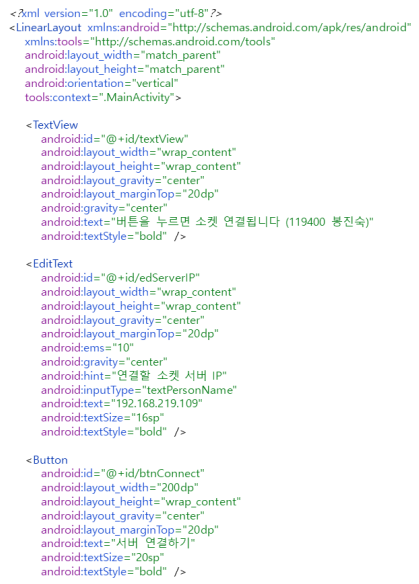 <?xml version="1.0" encoding="utf-8"?>
<LinearLayout xmlns:android="http://schemas.android.com/apk/res/android"
xmlns:tools="http://schemas.android.com/tools"
android:layout_width="match_parent"
android:layout_height="match_parent"
android:orientation="vertical"
tools:context=".MainActivity">
<TextView
android:id="@+id/textView"
android:layout_width="wrap_content"
android:layout_height="wrap_content"
android:layout_gravity="center"
android:layout_marginTop="20dp"
android:gravity="center"
android:text="버튼을 누르면 소켓 연결됩니다 (119400 봉진숙)"
android:textStyle="bold" />
<EditText
android:id="@+id/edServerIP"
android:layout_width="wrap_content"
android:layout_height="wrap_content"
android:layout_gravity="center"
android:layout_marginTop="20dp"
android:ems="10"
android:gravity="center"
android:hint="연결할 소켓 서버 IP"
android:inputType="textPersonName"
android:text="192.168.219.109"
android:textSize="16sp"
android:textStyle="bold" />
<Button
android:id="@+id/btnConnect"
android:layout_width="200dp"
android:layout_height="wrap_content"
android:layout_gravity="center"
android:layout_marginTop="20dp"
android:text="서버 연결하기"
android:textSize="20sp"
android:textStyle="bold" />